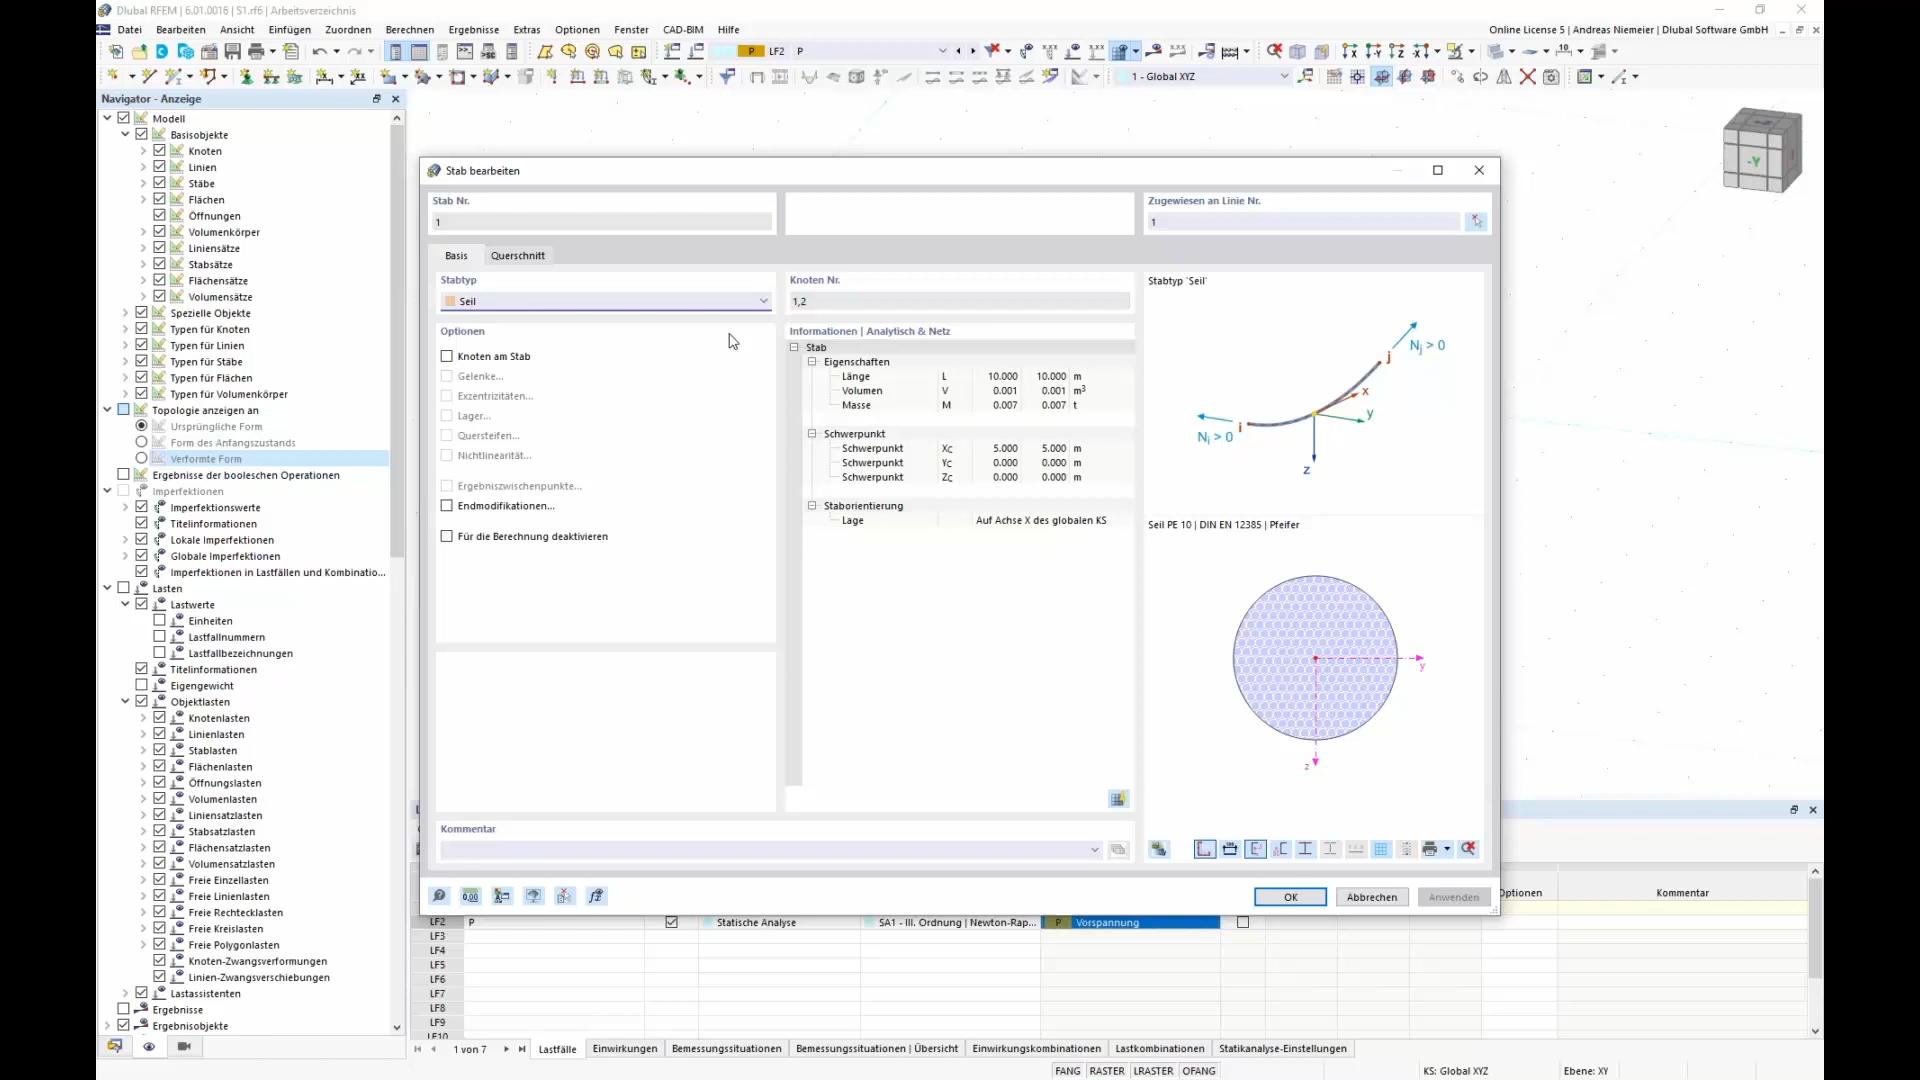 Dlubal RFEM | 6.01.0016 | S1.rf6 | Arbeitsverzeichnis
Datei Bearbeiten Ansicht Einfügen Zuordnen Berechnen Ergebnisse Extras Optionen Fenster CAD-BIM Hilfe
Online License 5 | Andreas Niemeier | Dlubal Software GmbH
P LF2 P
1 - Global XYZ
Navigator - Anzeige
Modell
Basisobjekte
Knoten
Linien
Stäbe
Flächen
Öffnungen
Volumenkörper
Liniensätze
Stabsätze
Flächensätze
Volumensätze
Spezielle Objekte
Typen für Knoten
Typen für Linien
Typen für Stäbe
Typen für Flächen
Typen für Volumenkörper
Topologie anzeigen an
Ursprüngliche Form
Form des Anfangszustands
Verformte Form
Ergebnisse der booleschen Operationen
Imperfektionen
Imperfektionswerte
Titelinformationen
Lokale Imperfektionen
Globale Imperfektionen
Imperfektionen in Lastfällen und Kombinatio...
Lasten
Lastwerte
Einheiten
Lastfallnummern
Lastfallbezeichnungen
Titelinformationen
Eigengewicht
Objektlasten
Knotenlasten
Linienlasten
Stablasten
Flächenlasten
Öffnungslasten
Volumenlasten
Liniensatzlasten
Stabsatzlasten
Flächensatzlasten
Volumensatzlasten
Freie Einzellasten
Freie Linienlasten
Freie Rechtecklasten
Freie Kreislasten
Freie Polygonlasten
Knoten-Zwangsverformungen
Linien-Zwangsverschiebungen
Lastassistenten
Ergebnisse
Ergebnisobjekte
-Y
Stab bearbeiten
Stab Nr.
1
Zugewiesen an Linie Nr.
1
Basis Querschnitt
Stabtyp
Seil
Optionen
Knoten am Stab
Gelenke...
Exzentrizitäten...
Lager...
Quersteifen...
Nichtlinearität...
Ergebniszwischenpunkte...
Endmodifikationen...
Für die Berechnung deaktivieren
Knoten Nr.
1,2
Informationen | Analytisch & Netz
Stab
Eigenschaften
Länge L 10.000 10.000 m
Volumen V 0.001 0.001 m³
Masse M 0.007 0.007 t
Schwerpunkt
Schwerpunkt Xc 5.000 5.000 m
Schwerpunkt Yc 0.000 0.000 m
Schwerpunkt Zc 0.000 0.000 m
Staborientierung
Lage Auf Achse X des globalen KS
Stabtyp 'Seil'
Nj > 0
j
x
y
i
Ni > 0
z
Seil PE 10 | DIN EN 12385 | Pfeifer
y
z
Kommentar
0,00
OK Abbrechen Anwenden
Optionen Kommentar
LF2 P Statische Analyse SA1 - III. Ordnung | Newton-Rap... P Vorspannung
LF3
LF4
LF5
LF6
LF7
LF8
LF9
LF10
1 von 7 Lastfälle Einwirkungen Bemessungssituationen Bemessungssituationen | Übersicht Einwirkungskombinationen Lastkombinationen Statikanalyse-Einstellungen
FANG RASTER LRASTER OFANG KS: Global XYZ Ebene: XY